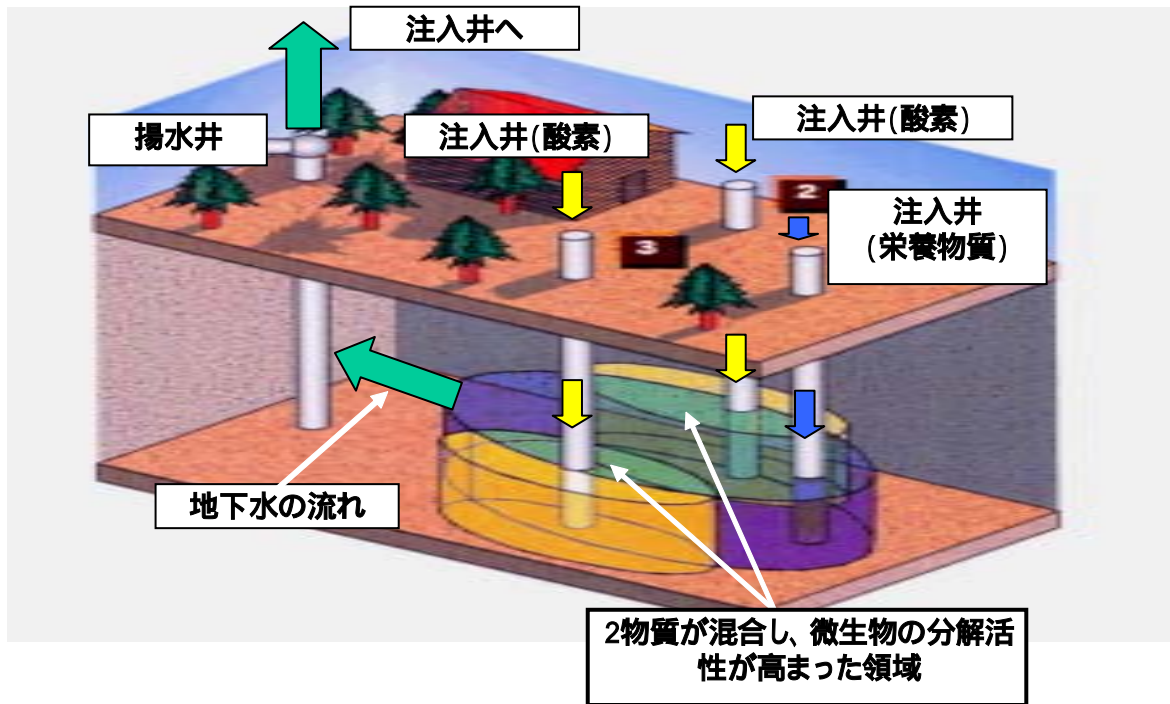 注入井へ
揚水井
注入井(酸素)
注入井(酸素)
2
注入井
(栄養物質)
3
地下水の流れ
2物質が混合し、微生物の分解活
性が高まった領域